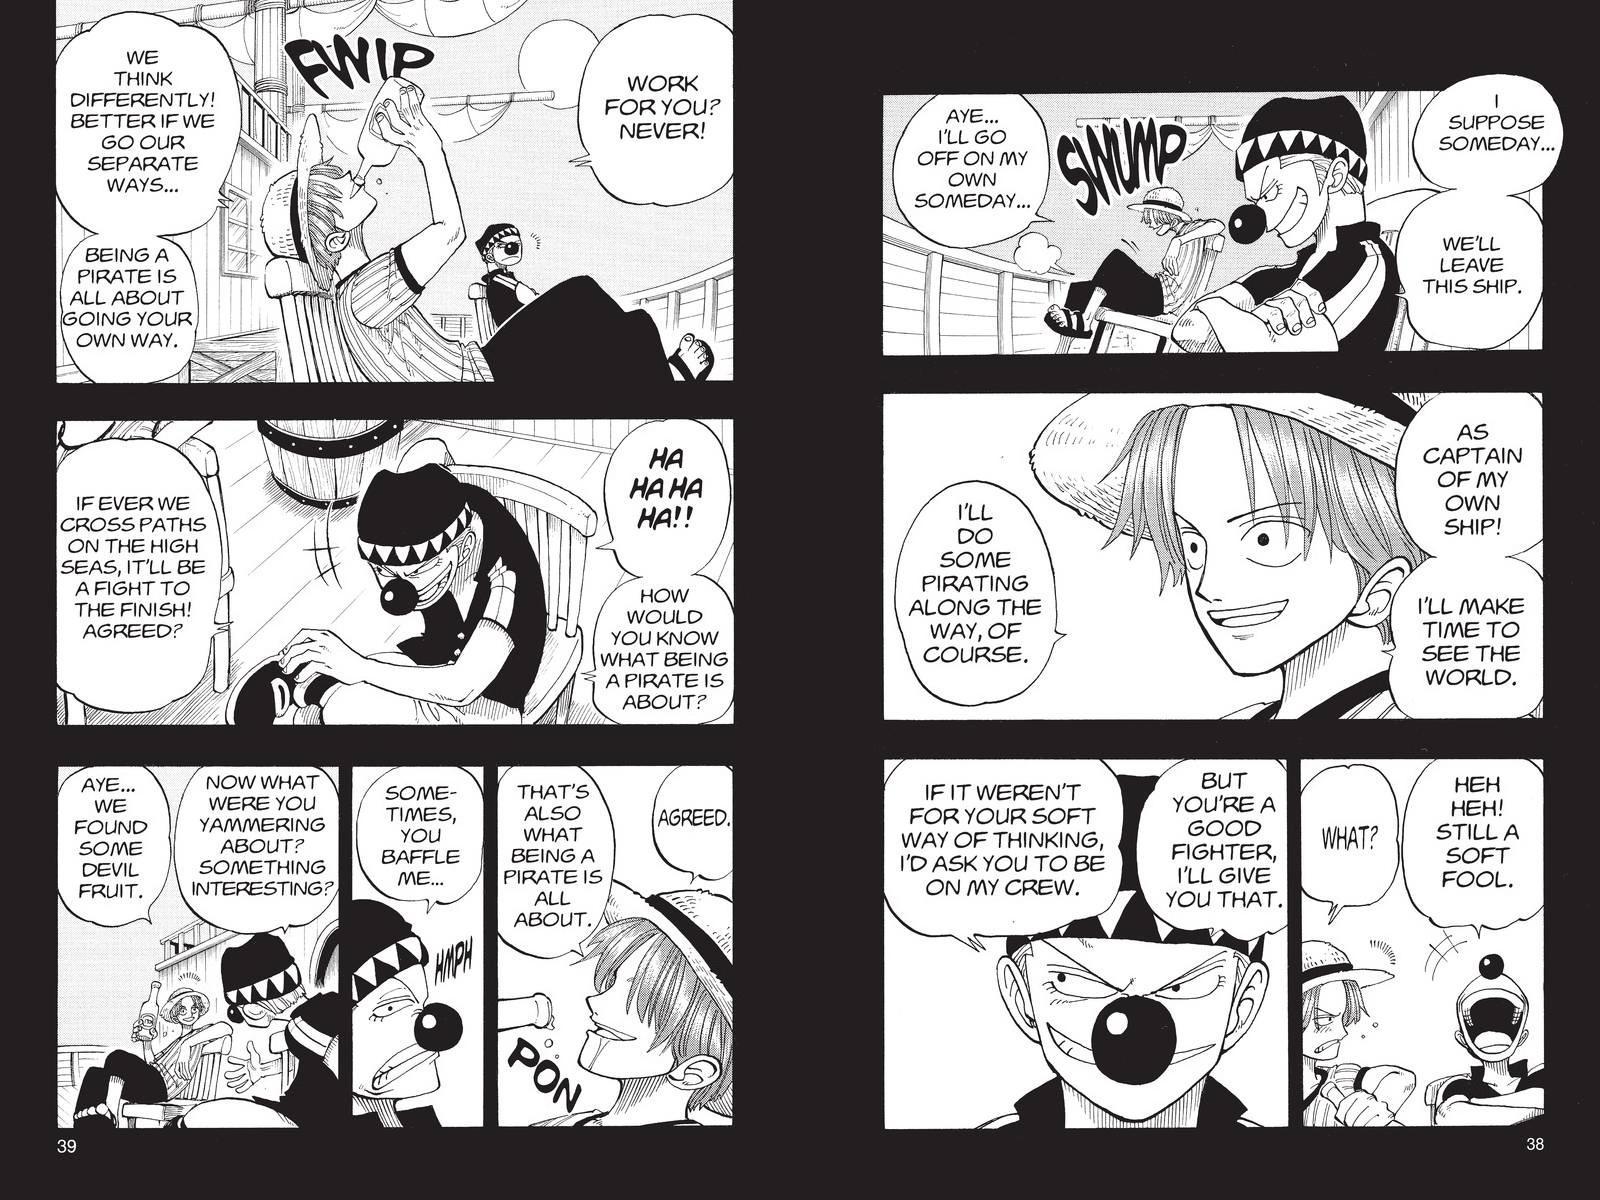 I
SUPPOSE
SOMEDAY...
WE'LL
LEAVE
THIS SHIP.
SWUMP
AYE...
I'LL GO
OFF ON MY
OWN
SOMEDAY...
AS
CAPTAIN
OF MY
OWN
SHIP!
I'LL MAKE
TIME TO
SEE THE
WORLD.
I'LL
DO
SOME
PIRATING
ALONG THE
WAY, OF
COURSE.
HEH
HEH!
STILL A
SOFT
FOOL.
WHAT?
BUT
YOU'RE A
GOOD
FIGHTER,
I'LL GIVE
YOU THAT.
IF IT WEREN'T
FOR YOUR SOFT
WAY OF THINKING,
I'D ASK YOU TO BE
ON MY CREW.
38
WORK
FOR YOU?
NEVER!
FWIP
WE
THINK
DIFFERENTLY!
BETTER IF WE
GO OUR
SEPARATE
WAYS...
BEING A
PIRATE IS
ALL ABOUT
GOING YOUR
OWN WAY.
HA
HA HA
HA!!
HOW
WOULD
YOU KNOW
WHAT BEING
A PIRATE IS
ABOUT?
IF EVER WE
CROSS PATHS
ON THE HIGH
SEAS, IT'LL BE
A FIGHT TO
THE FINISH!
AGREED?
AGREED.
THAT'S
ALSO
WHAT
BEING A
PIRATE IS
ALL
ABOUT.
PON
SOME-
TIMES,
YOU
BAFFLE
ME...
HMPH
NOW WHAT
WERE YOU
YAMMERING
ABOUT?
SOMETHING
INTERESTING?
AYE...
WE
FOUND
SOME
DEVIL
FRUIT.
39